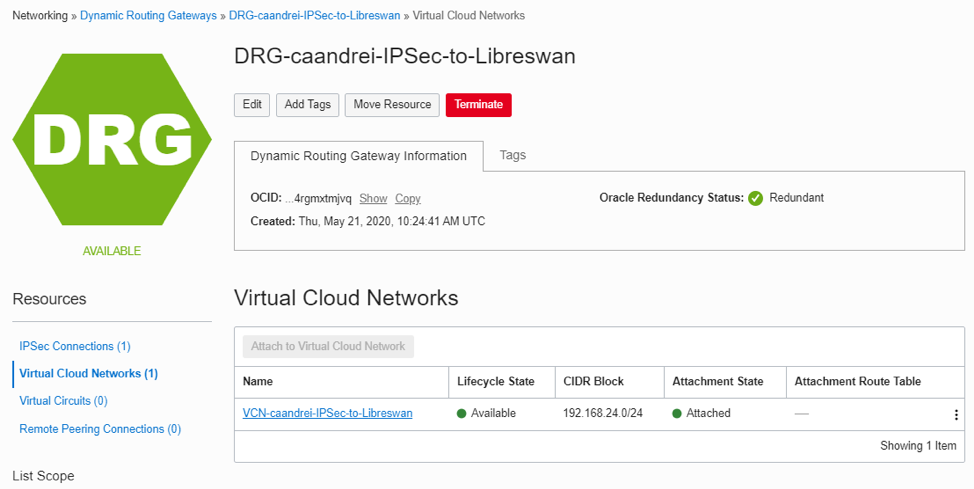 Networking » Dynamic Routing Gateways » DRG-caandrei-IPSec-to-Libreswan » Virtual Cloud Networks
DRG
AVAILABLE
DRG-caandrei-IPSec-to-Libreswan
Edit Add Tags Move Resource Terminate
Dynamic Routing Gateway Information Tags
OCID: ...4rgmxtmjvq Show Copy Oracle Redundancy Status: Redundant
Created: Thu, May 21, 2020, 10:24:41 AM UTC
Resources
IPSec Connections (1)
Virtual Cloud Networks (1)
Virtual Circuits (0)
Remote Peering Connections (0)
List Scope
Virtual Cloud Networks
Attach to Virtual Cloud Network
Name Lifecycle State CIDR Block Attachment State Attachment Route Table
VCN-caandrei-IPSec-to-Libreswan Available 192.168.24.0/24 Attached —
Showing 1 Item